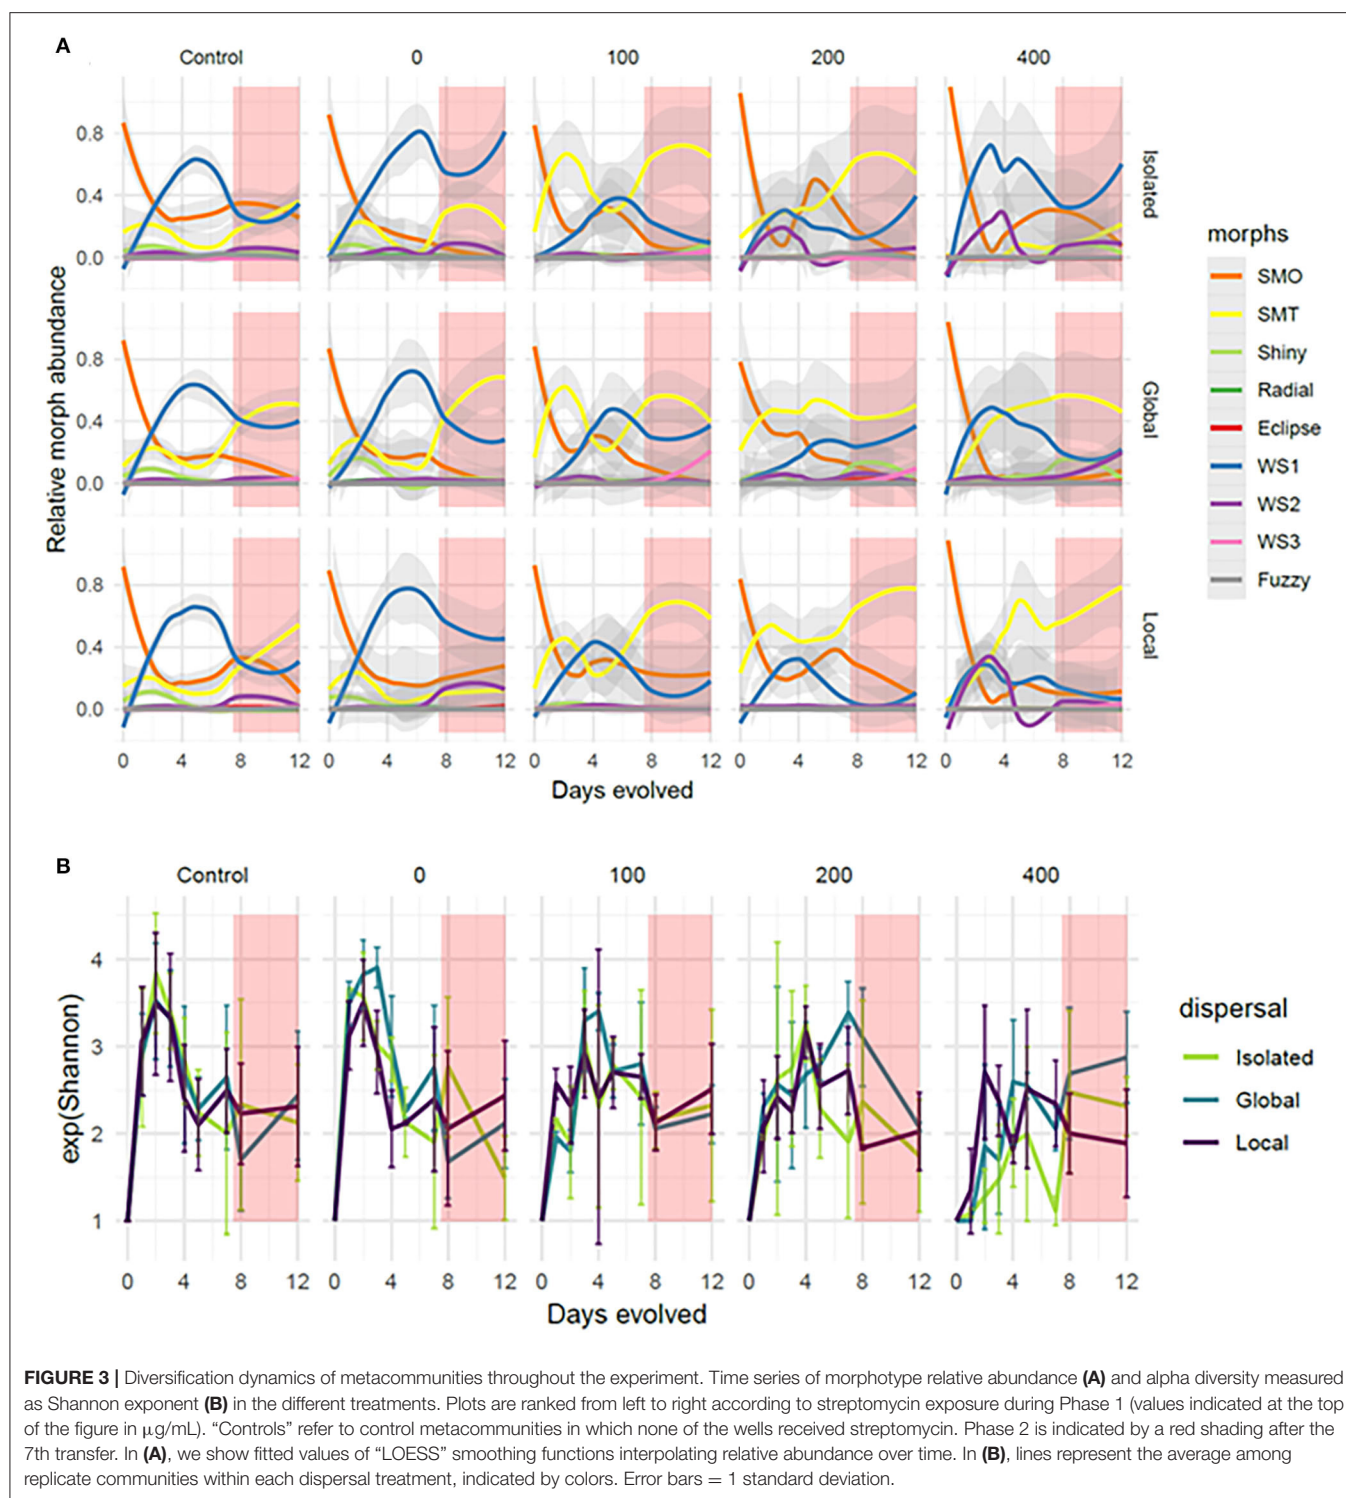 A
Control 0 100 200 400
Relative morph abundance
0.8
0.4
0.0
Isolated
0.8
0.4
0.0
Global
0.8
0.4
0.0
Local
0 4 8 12 0 4 8 12 0 4 8 12 0 4 8 12 0 4 8 12
Days evolved
morphs
SMO
SMT
Shiny
Radial
Eclipse
WS1
WS2
WS3
Fuzzy
B
Control 0 100 200 400
exp(Shannon)
4
3
2
1
0 4 8 12 0 4 8 12 0 4 8 12 0 4 8 12 0 4 8 12
Days evolved
dispersal
Isolated
Global
Local
FIGURE 3 | Diversification dynamics of metacommunities throughout the experiment. Time series of morphotype relative abundance (A) and alpha diversity measured
as Shannon exponent (B) in the different treatments. Plots are ranked from left to right according to streptomycin exposure during Phase 1 (values indicated at the top
of the figure in μg/mL). “Controls” refer to control metacommunities in which none of the wells received streptomycin. Phase 2 is indicated by a red shading after the
7th transfer. In (A), we show fitted values of “LOESS” smoothing functions interpolating relative abundance over time. In (B), lines represent the average among
replicate communities within each dispersal treatment, indicated by colors. Error bars = 1 standard deviation.